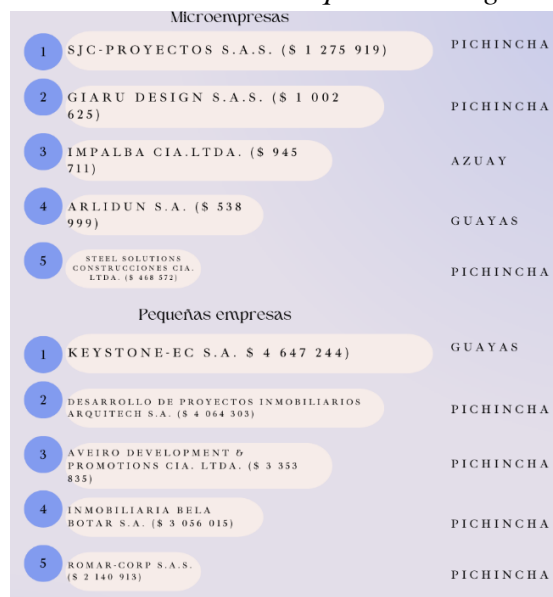 Microempresas
1 SJC-PROYECTOS S.A.S. ($ 1 275 919) PICHINCHA
2 GIARU DESIGN S.A.S. ($ 1 002
625) PICHINCHA
3 IMPALBA CIA.LTDA. ($ 945
711) AZUAY
4 ARLIDUN S.A. ($ 538
999) GUAYAS
5 STEEL SOLUTIONS
CONSTRUCCIONES CIA.
LTDA. ($ 468 572) PICHINCHA
Pequeñas empresas
1 KEYSTONE-EC S.A. $ 4 647 244) GUAYAS
2 DESARROLLO DE PROYECTOS INMOBILIARIOS
ARQUITECH S.A. ($ 4 064 303) PICHINCHA
3 AVEIRO DEVELOPMENT &
PROMOTIONS CIA. LTDA. ($ 3 353
835) PICHINCHA
4 INMOBILIARIA BELA
BOTAR S.A. ($ 3 056 015) PICHINCHA
5 ROMAR-CORP S.A.S.
($ 2 140 913) PICHINCHA